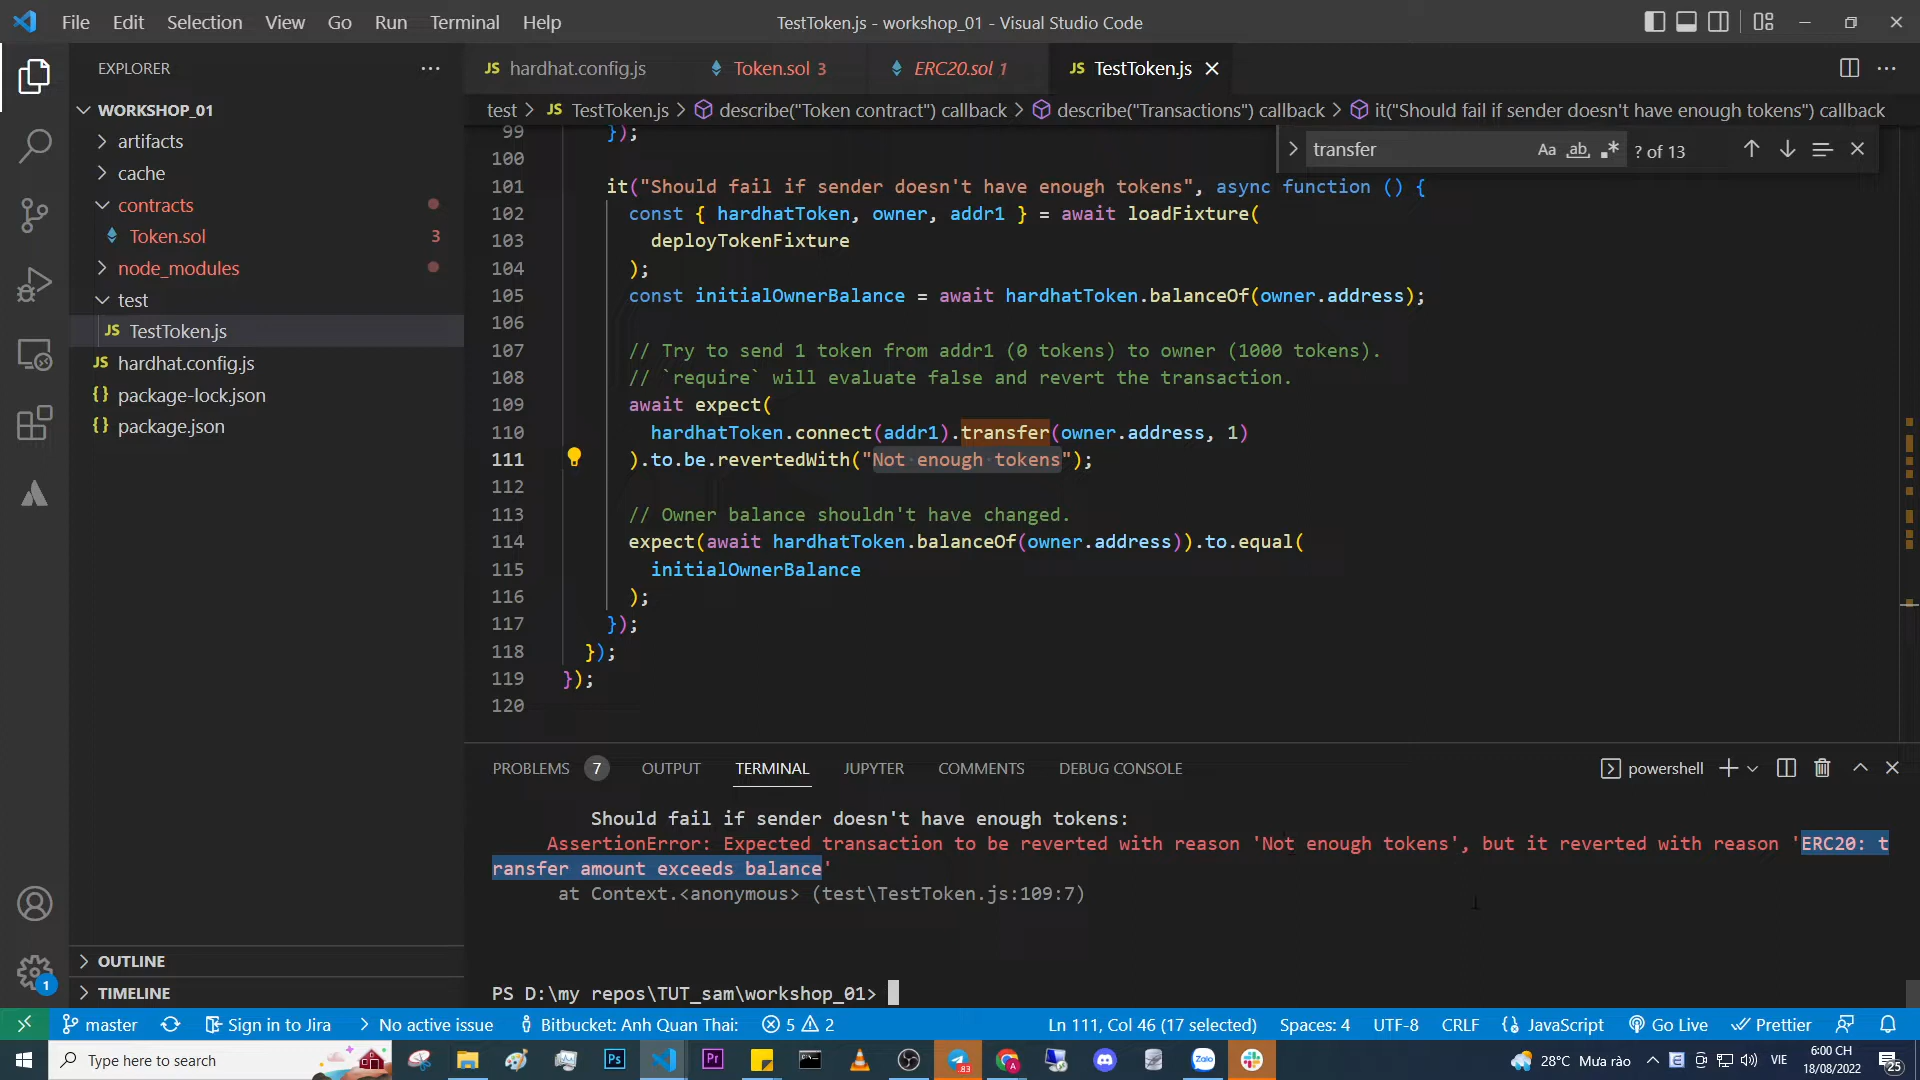 File Edit Selection View Go Run Terminal Help
TestToken.js - workshop_01 - Visual Studio Code
EXPLORER
WORKSHOP_01
artifacts
cache
contracts
Token.sol 3
node_modules
test
JS TestToken.js
JS hardhat.config.js
{} package-lock.json
{} package.json
OUTLINE
TIMELINE
JS hardhat.config.js Token.sol 3 ERC20.sol 1 JS TestToken.js
test > JS TestToken.js > describe("Token contract") callback > describe("Transactions") callback > it("Should fail if sender doesn't have enough tokens") callback
transfer Aa ab .* ? of 13
99 });
100
101 it("Should fail if sender doesn't have enough tokens", async function () {
102 const { hardhatToken, owner, addr1 } = await loadFixture(
103 deployTokenFixture
104 );
105 const initialOwnerBalance = await hardhatToken.balanceOf(owner.address);
106
107 // Try to send 1 token from addr1 (0 tokens) to owner (1000 tokens).
108 // `require` will evaluate false and revert the transaction.
109 await expect(
110 hardhatToken.connect(addr1).transfer(owner.address, 1)
111 ).to.be.revertedWith("Not enough tokens");
112
113 // Owner balance shouldn't have changed.
114 expect(await hardhatToken.balanceOf(owner.address)).to.equal(
115 initialOwnerBalance
116 );
117 });
118 });
119 });
120
PROBLEMS 7 OUTPUT TERMINAL JUPYTER COMMENTS DEBUG CONSOLE powershell
Should fail if sender doesn't have enough tokens:
AssertionError: Expected transaction to be reverted with reason 'Not enough tokens', but it reverted with reason 'ERC20: t
ransfer amount exceeds balance'
at Context.<anonymous> (test\TestToken.js:109:7)
PS D:\my repos\TUT_sam\workshop_01>
1
master Sign in to Jira No active issue Bitbucket: Anh Quan Thai: 5 2 Ln 111, Col 46 (17 selected) Spaces: 4 UTF-8 CRLF {} JavaScript Go Live Prettier
Type here to search Ps Pr 83 A Zalo 28°C Mưa rào E VIE 6:00 CH
18/08/2022
25